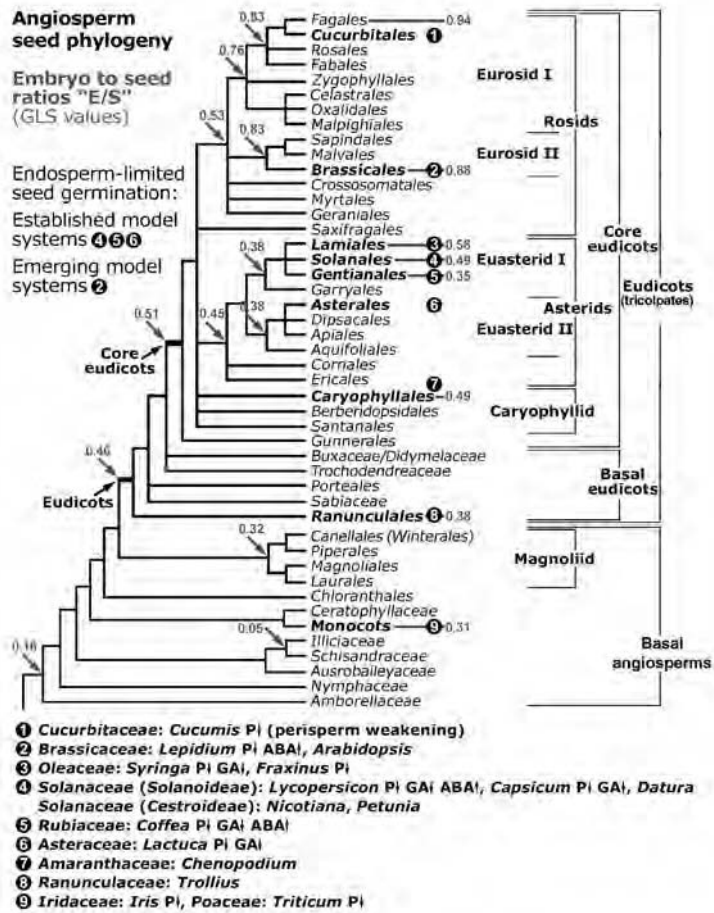 Angiosperm
seed phylogeny
Embryo to seed
ratios "E/S"
(GLS values)
Endosperm-limited
seed germination:
Established model
systems ❹❺❻
Emerging model
systems ❷
0.83
Fagales 0.94
Cucurbitales ❶
Rosales
0.76
Fabales
Zygophyllales
Eurosid I
Celastrales
Oxalidales
Malpighiales
Rosids
0.53
0.83
Sapindales
Malvales
Eurosid II
Brassicales ❷ 0.88
Crossosomatales
Myrtales
Geraniales
Saxifragales
Core
eudicots
0.38
Lamiales ❸ 0.58
Solanales ❹ 0.49
Euasterid I
Gentianales ❺ 0.35
Garryales
Eudicots
(tricolpates)
0.38
Asterales ❻
Asterids
0.51
0.45
Dipsacales
Apiales
Euasterid II
Aquifoliales
Core
eudicots
Cornales
Ericales ❼
Caryophyllales 0.49
Berberidopsidales
Caryophyllid
Santanales
Gunnerales
0.46
Buxaceae/Didymelaceae
Trochodendreaceae
Basal
eudicots
Porteales
Eudicots
Sabiaceae
Ranunculales ❽ 0.38
0.32
Canellales (Winterales)
Piperales
Magnoliid
Magnoliales
Laurales
Chloranthales
Ceratophyllaceae
Monocots ❾ 0.31
0.05
Illiciaceae
Basal
angiosperms
Schisandraceae
0.16
Ausrobaileyaceae
Nymphaceae
Amborellaceae
❶ Cucurbitaceae: Cucumis P (perisperm weakening)
❷ Brassicaceae: Lepidium P ABA, Arabidopsis
❸ Oleaceae: Syringa P GA, Fraxinus P
❹ Solanaceae (Solanoideae): Lycopersicon P GA ABA, Capsicum P GA, Datura
Solanaceae (Cestroideae): Nicotiana, Petunia
❺ Rubiaceae: Coffea P GA ABA
❻ Asteraceae: Lactuca P GA
❼ Amaranthaceae: Chenopodium
❽ Ranunculaceae: Trollius
❾ Iridaceae: Iris P, Poaceae: Triticum P